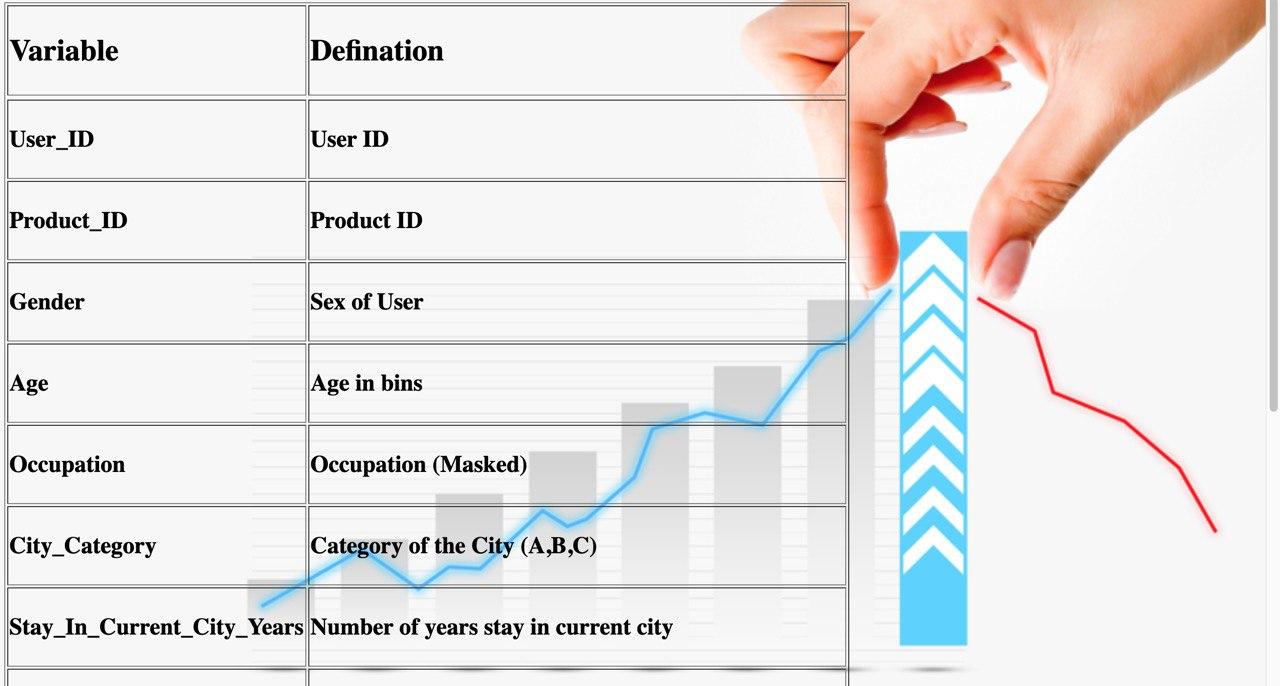 Variable Defination
User_ID User ID
Product_ID Product ID
Gender Sex of User
Age Age in bins
Occupation Occupation (Masked)
City_Category Category of the City (A,B,C)
Stay_In_Current_City_Years Number of years stay in current city